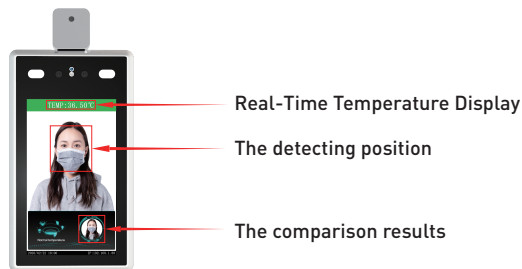 TEMP:36.50℃
Real-Time Temperature Display
The detecting position
The comparison results